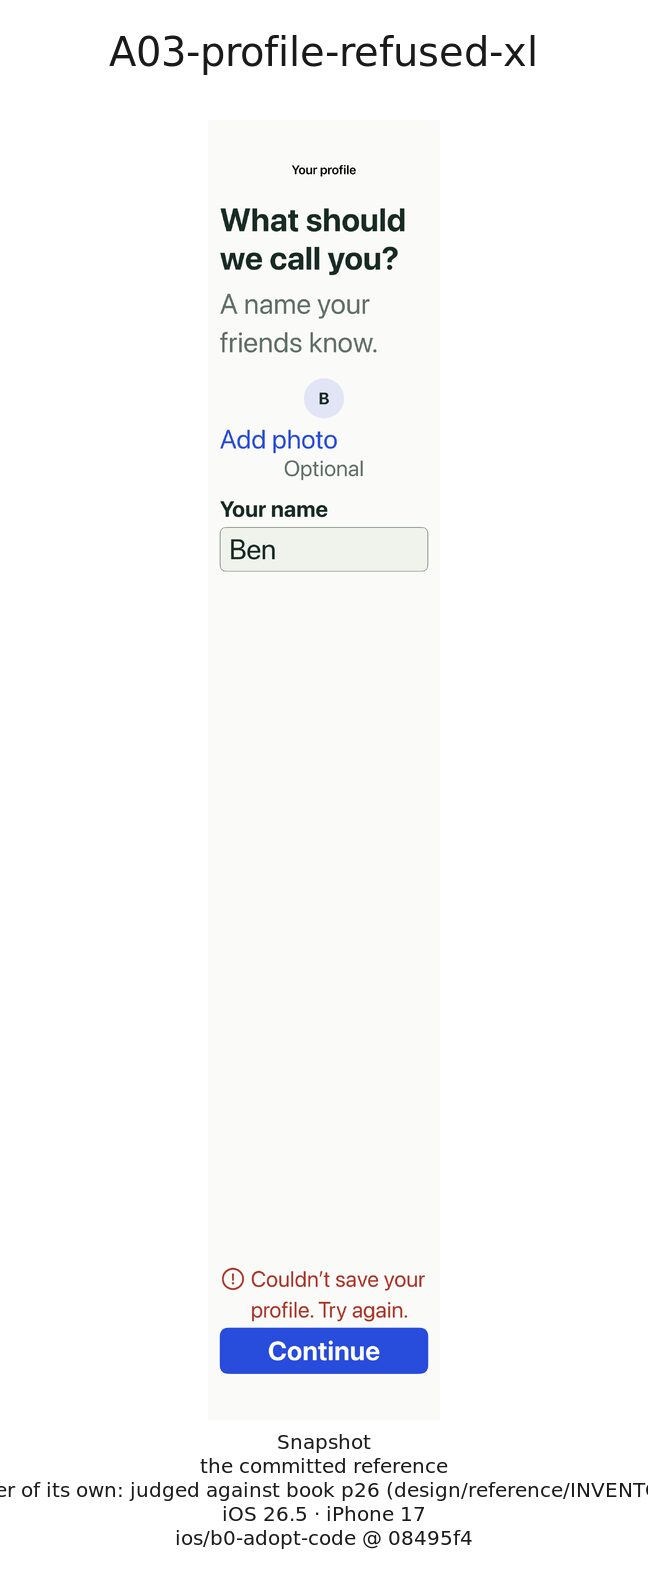 A03-profile-refused-xl
Your profile
What should
we call you?
A name your
friends know.
B
Add photo
Optional
Your name
Ben
Couldn’t save your
profile. Try again.
Continue
Snapshot
the committed reference
of its own: judged against book p26 (design/reference/
iOS 26.5 · iPhone 17
ios/b0-adopt-code @ 08495f4